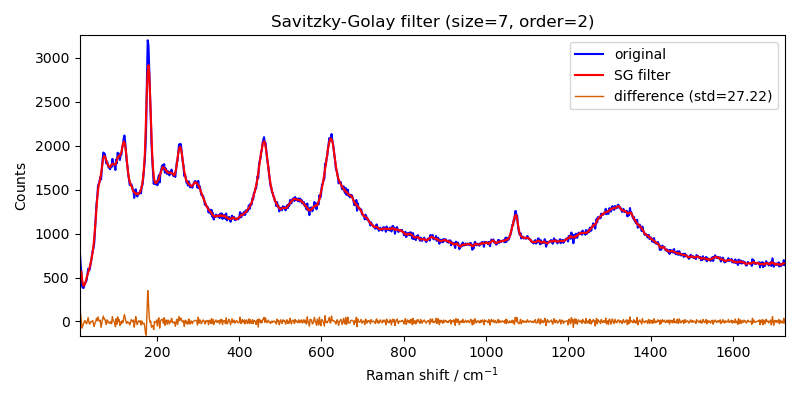 Savitzky-Golay filter (size=7, order=2)
original
SG filter
difference (std=27.22)
Counts
3000
2500
2000
1500
1000
500
0
200 400 600 800 1000 1200 1400 1600
Raman shift / cm⁻¹